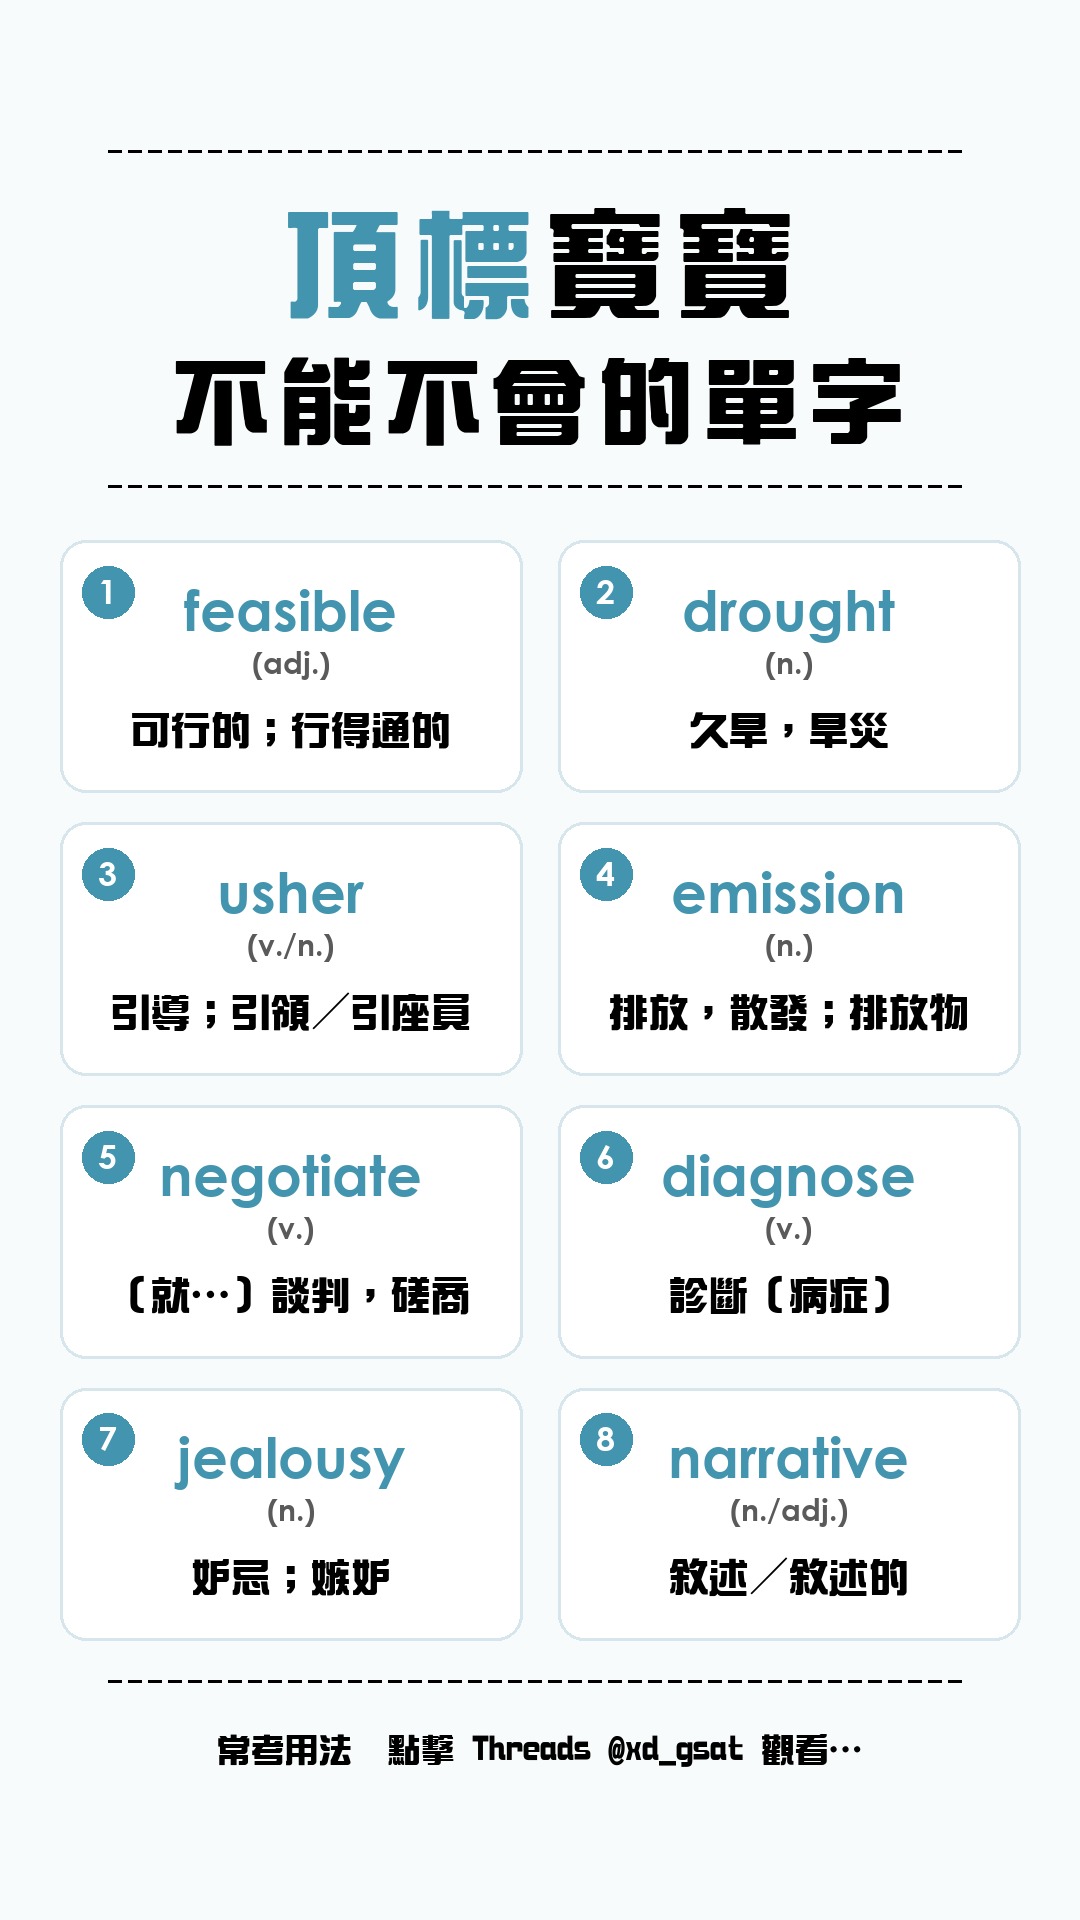 頂標寶寶
不能不會的單字
1
feasible
(adj.)
可行的；行得通的
2
drought
(n.)
久旱，旱災
3
usher
(v./n.)
引導；引領／引座員
4
emission
(n.)
排放，散發；排放物
5
negotiate
(v.)
（就…）談判，磋商
6
diagnose
(v.)
診斷（病症）
7
jealousy
(n.)
妒忌；嫉妒
8
narrative
(n./adj.)
敘述／敘述的
常考用法　點擊 Threads @xd_gsat 觀看…